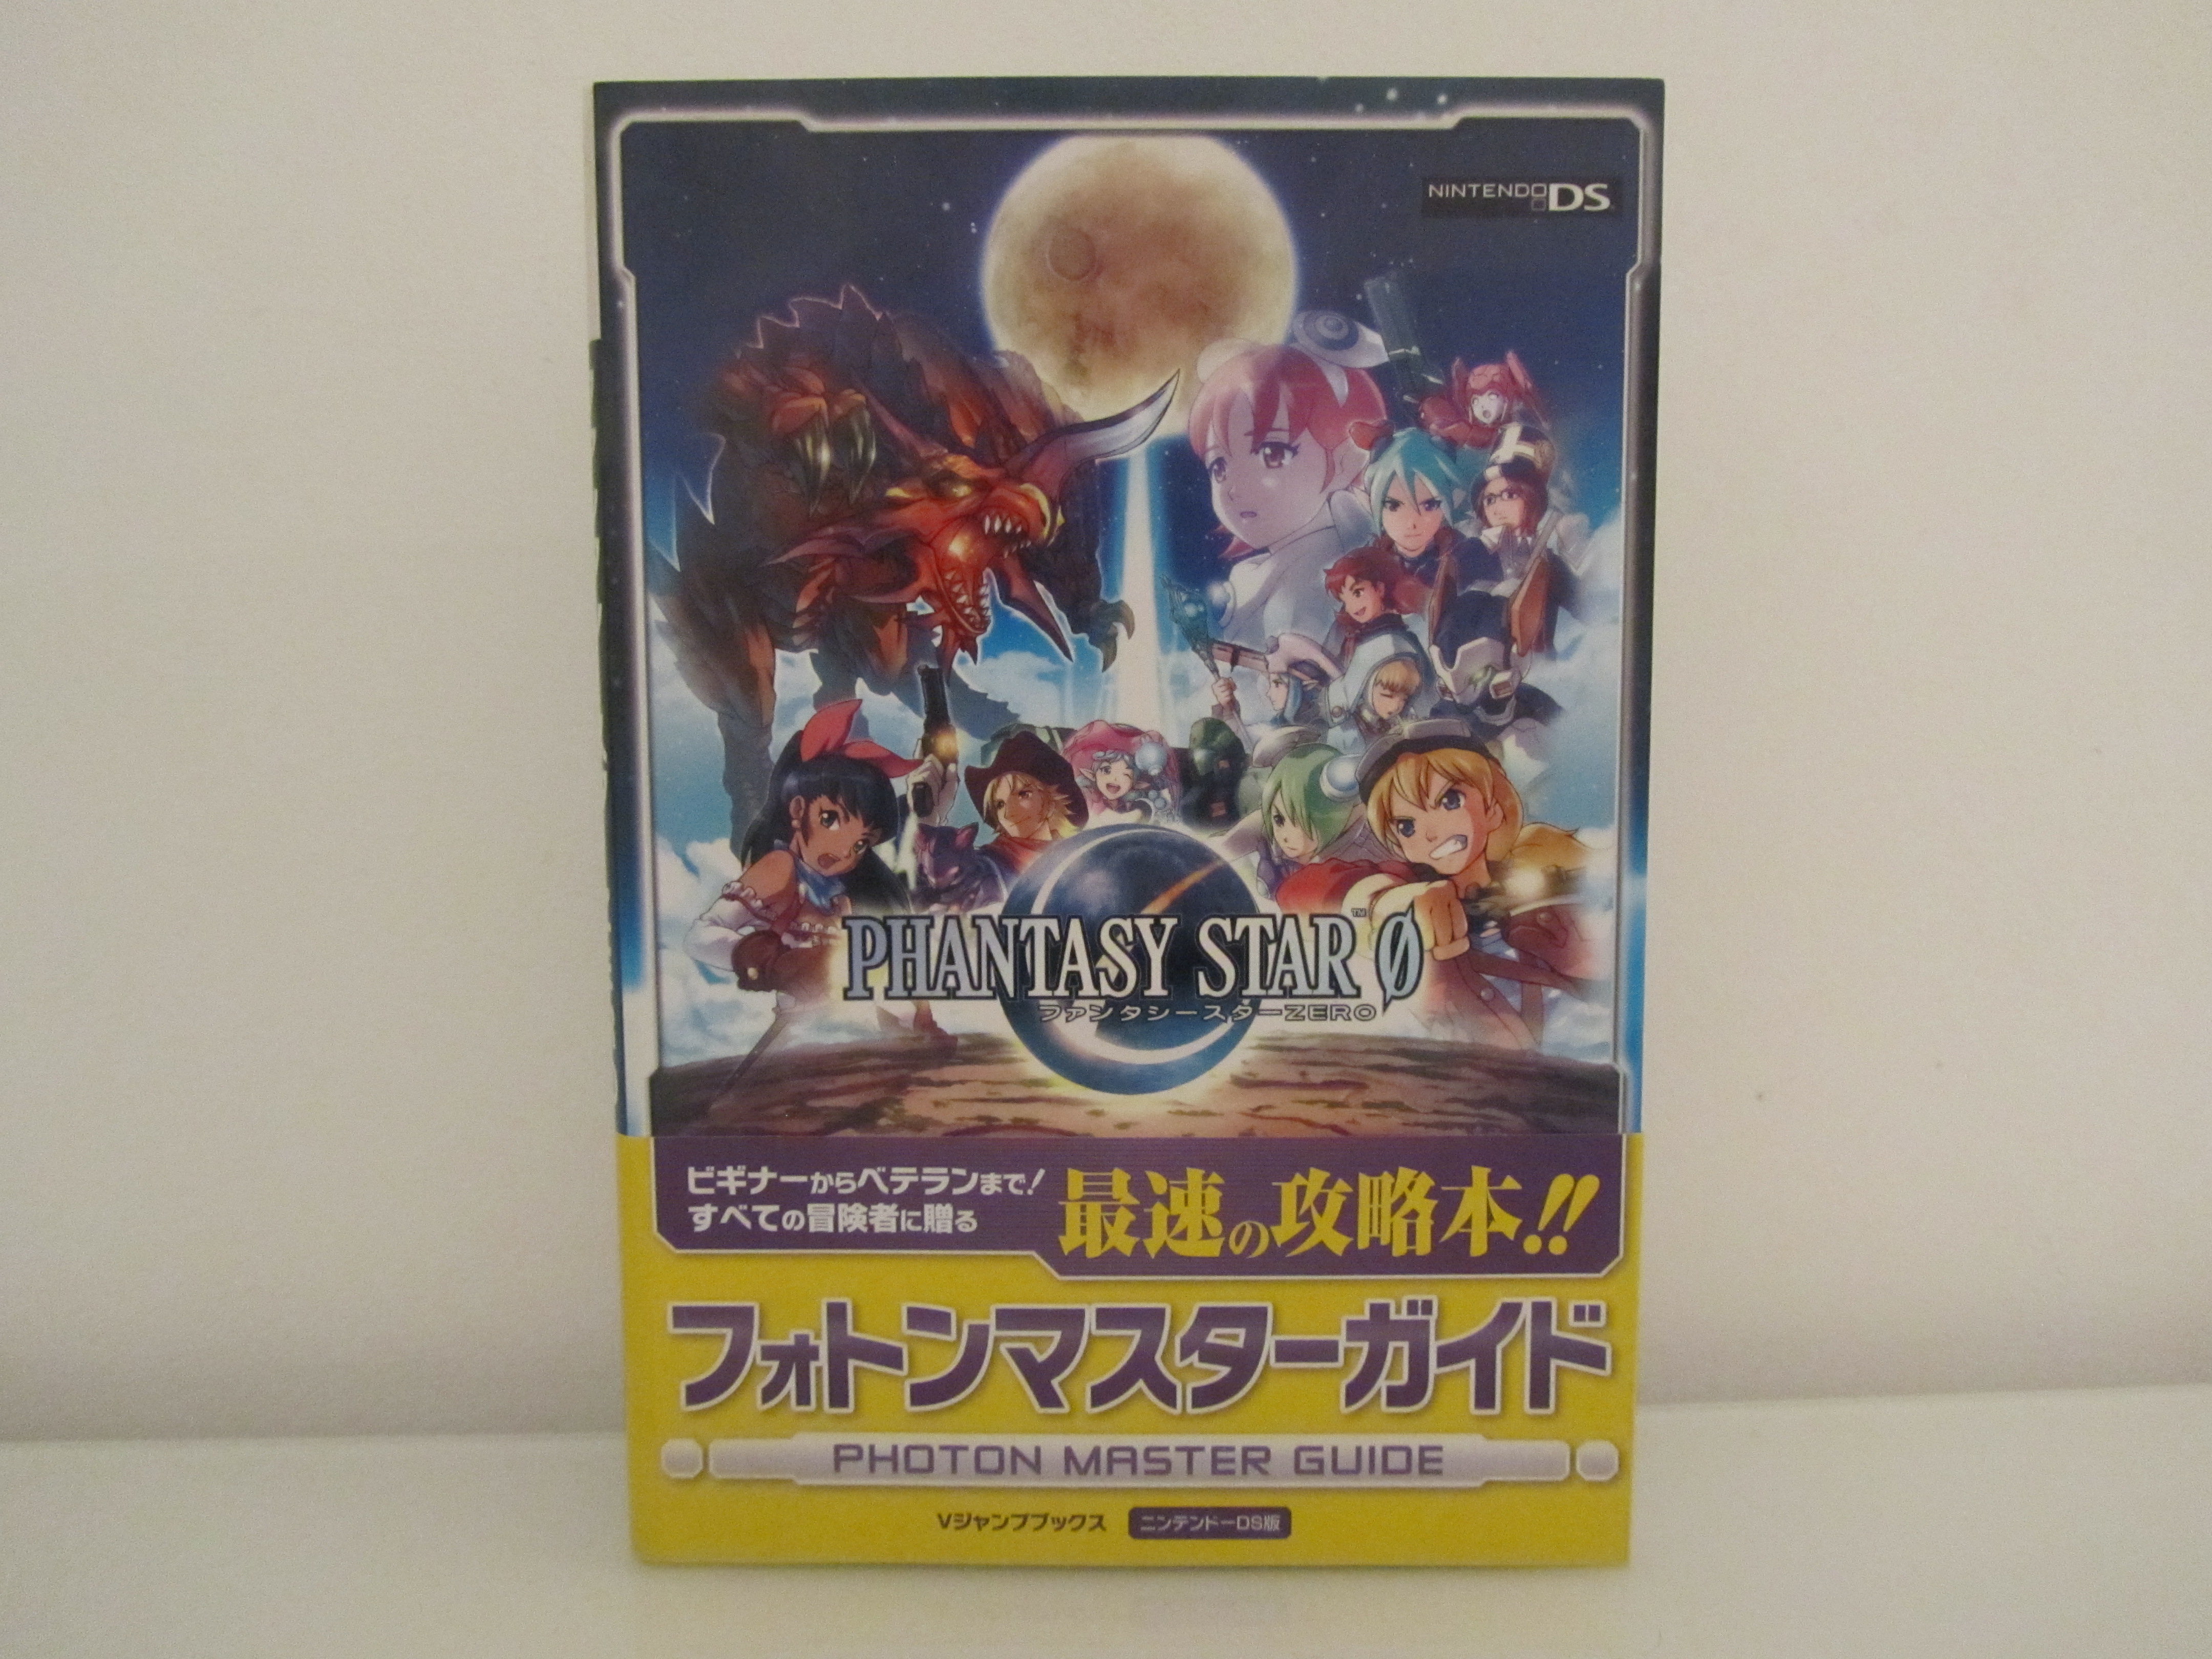 NINTENDO DS
PHANTASY STAR Ø™
ファンタシースターZERO
ビギナーからベテランまで!
すべての冒険者に贈る
最速の攻略本!!
フォトンマスターガイド
PHOTON MASTER GUIDE
Vジャンプブックス ニンテンドーDS版